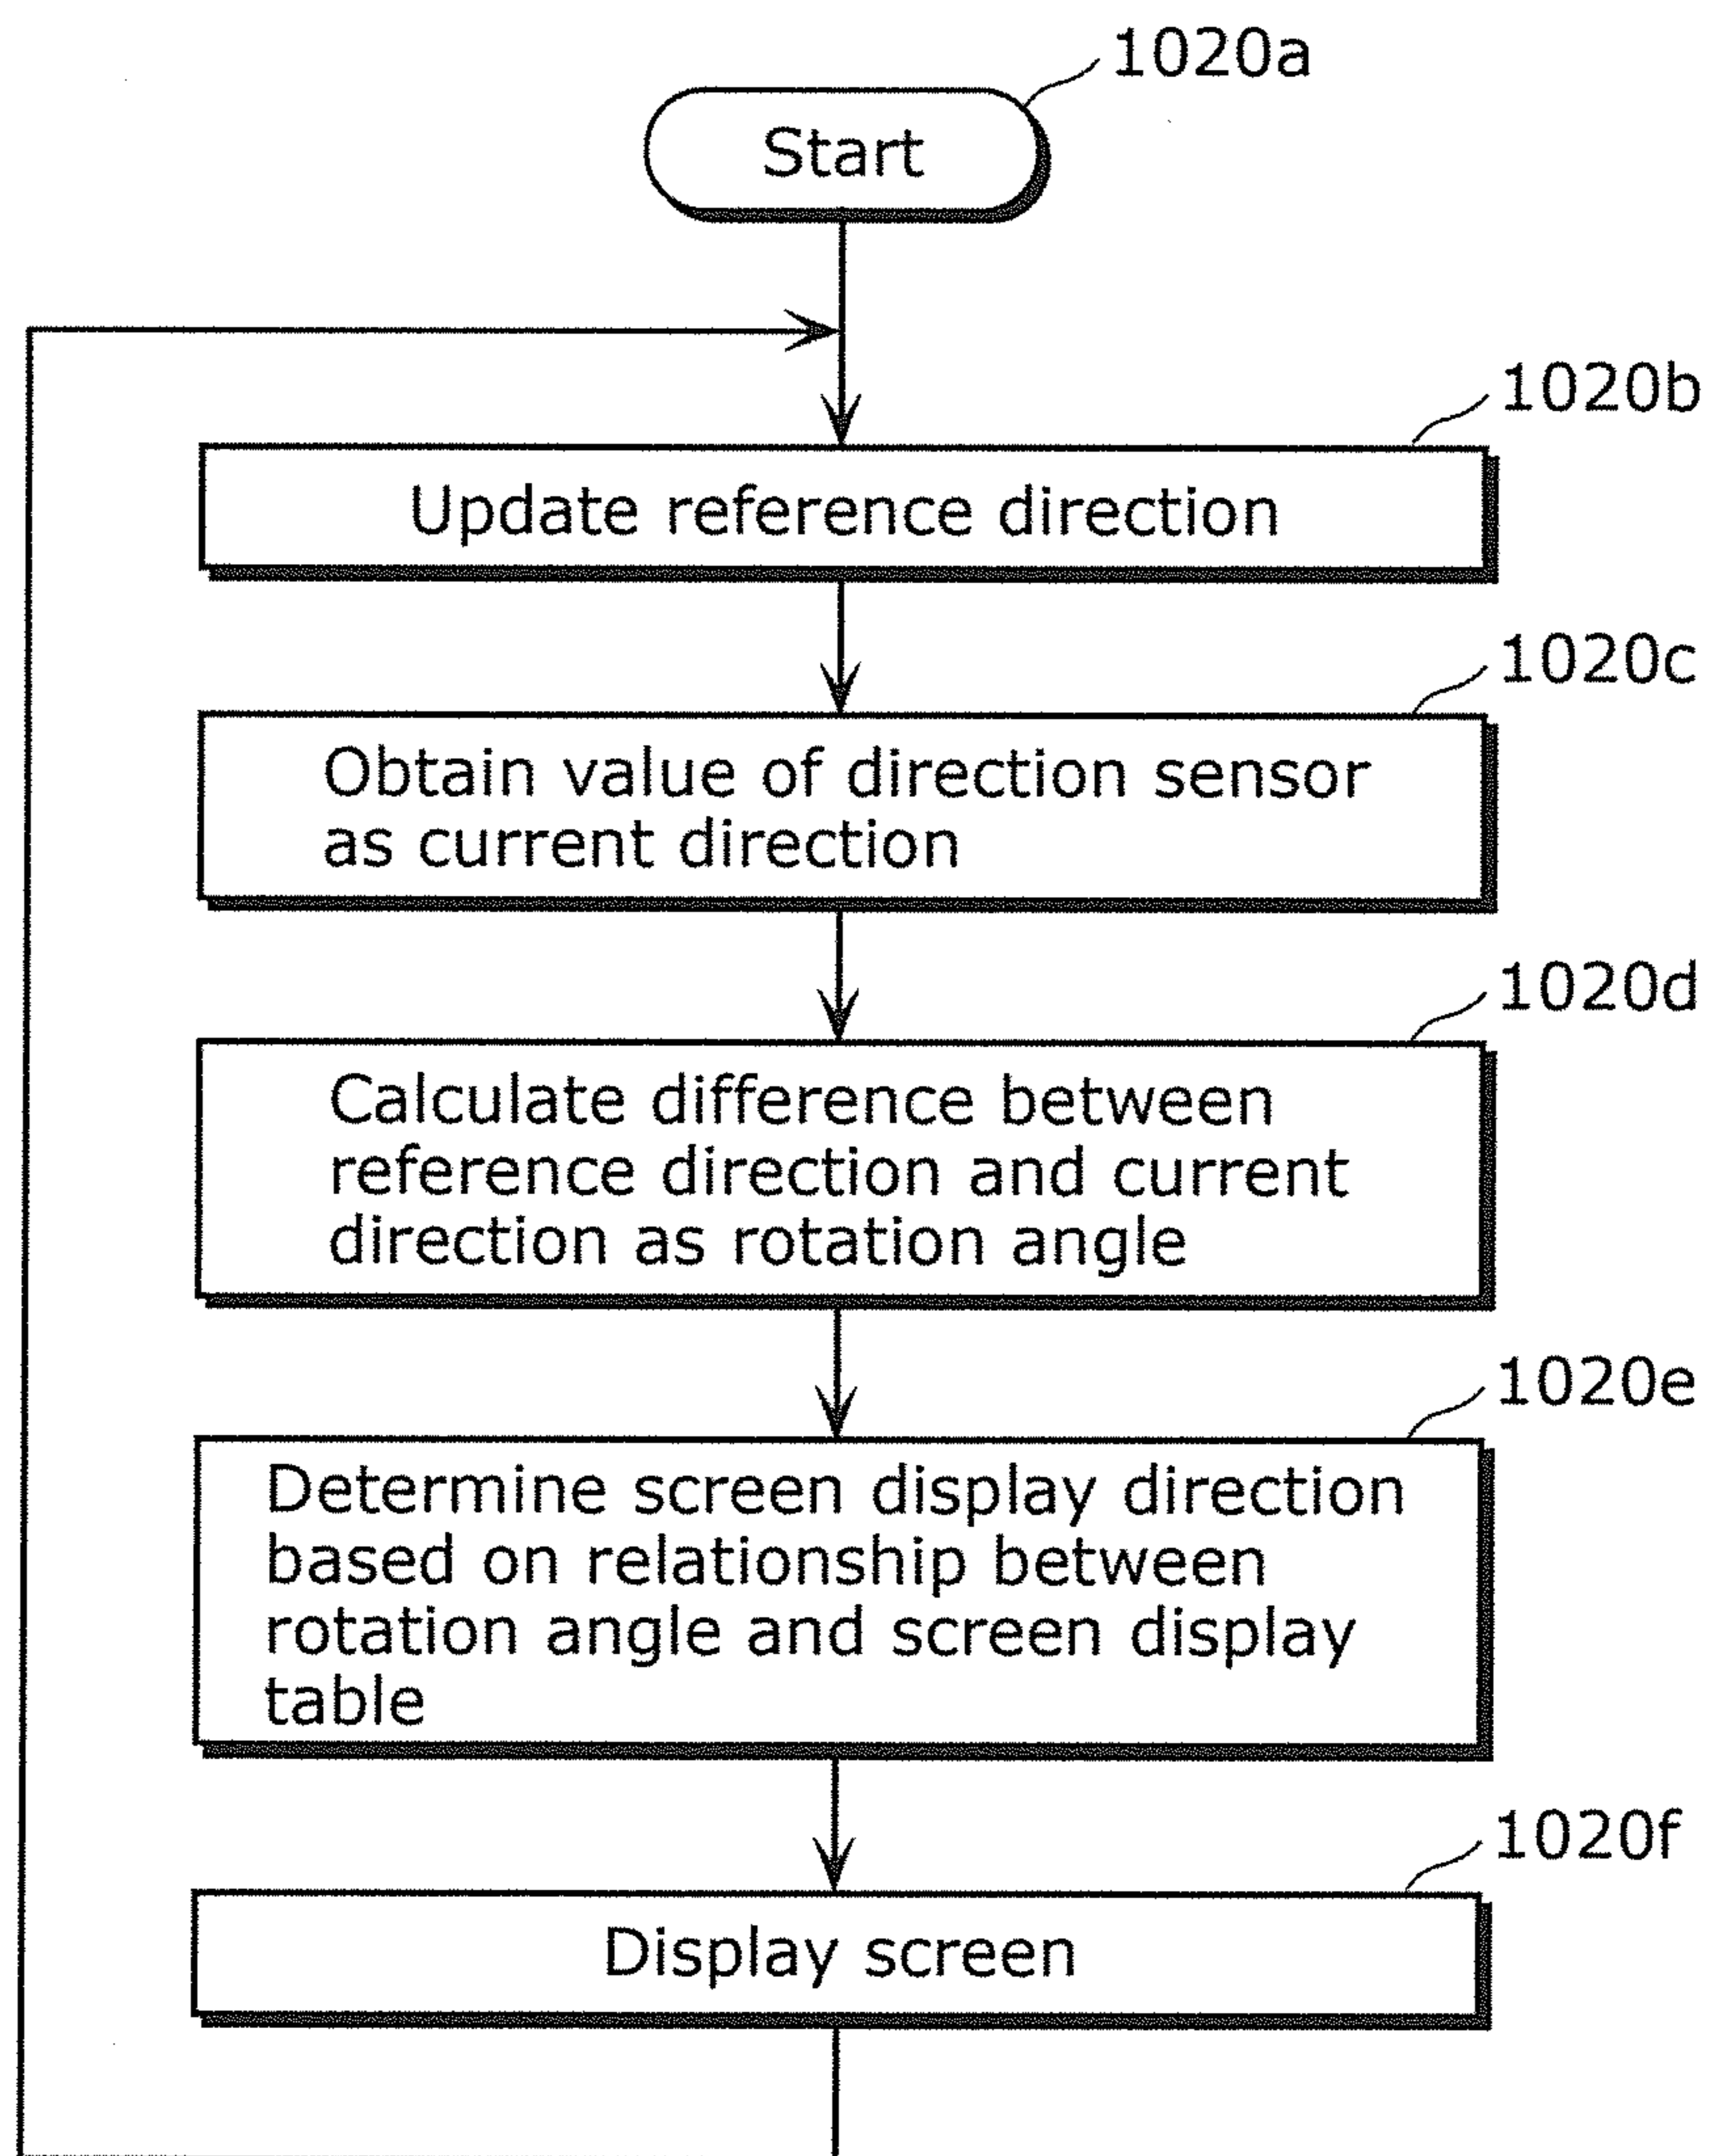 1020a
Start
1020b
Update reference direction
1020c
Obtain value of direction sensor
as current direction
1020d
Calculate difference between
reference direction and current
direction as rotation angle
1020e
Determine screen display direction
based on relationship between
rotation angle and screen display
table
1020f
Display screen